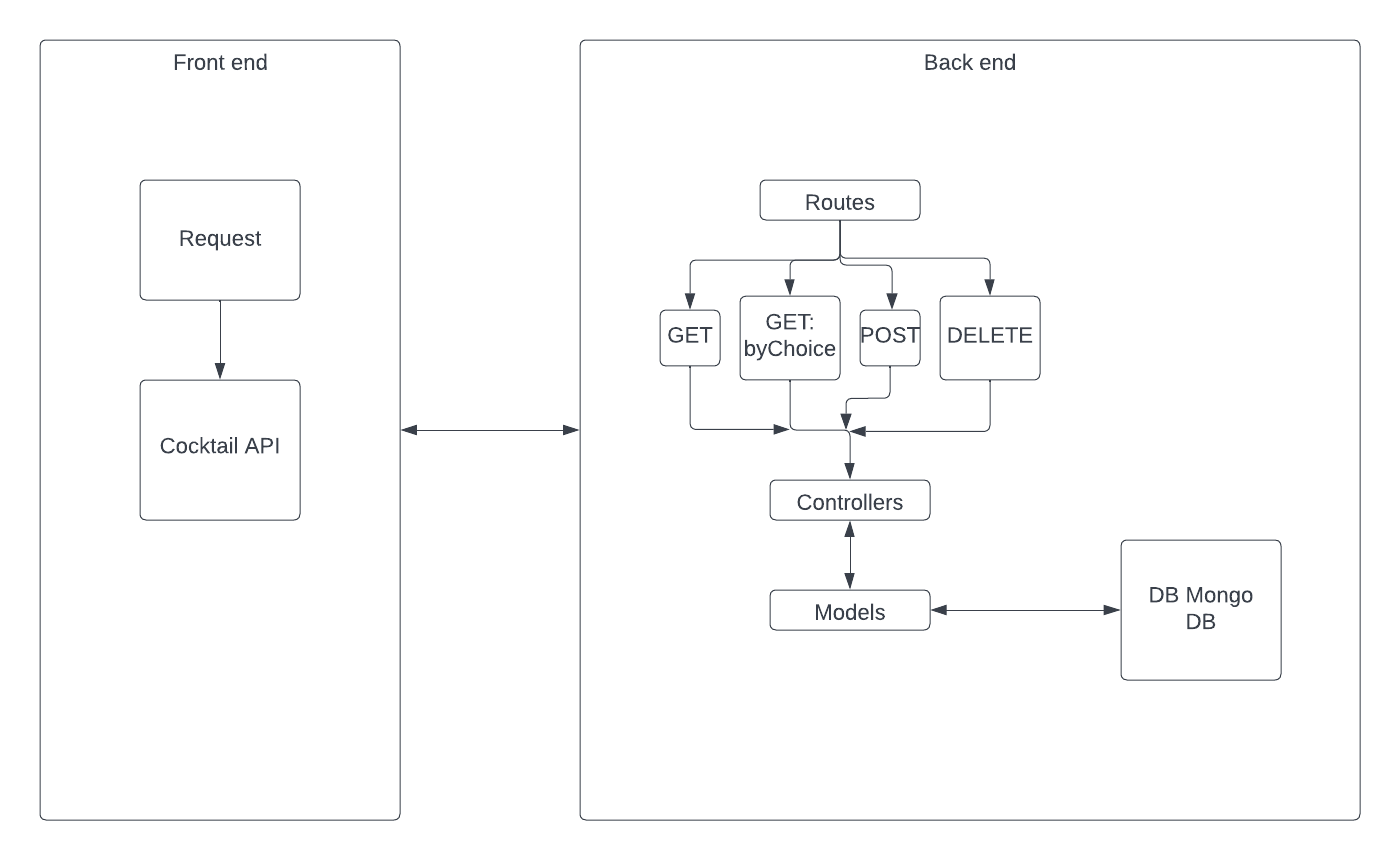 Front end
Back end
Request
Cocktail API
Routes
GET
GET:
byChoice
POST
DELETE
Controllers
Models
DB Mongo
DB